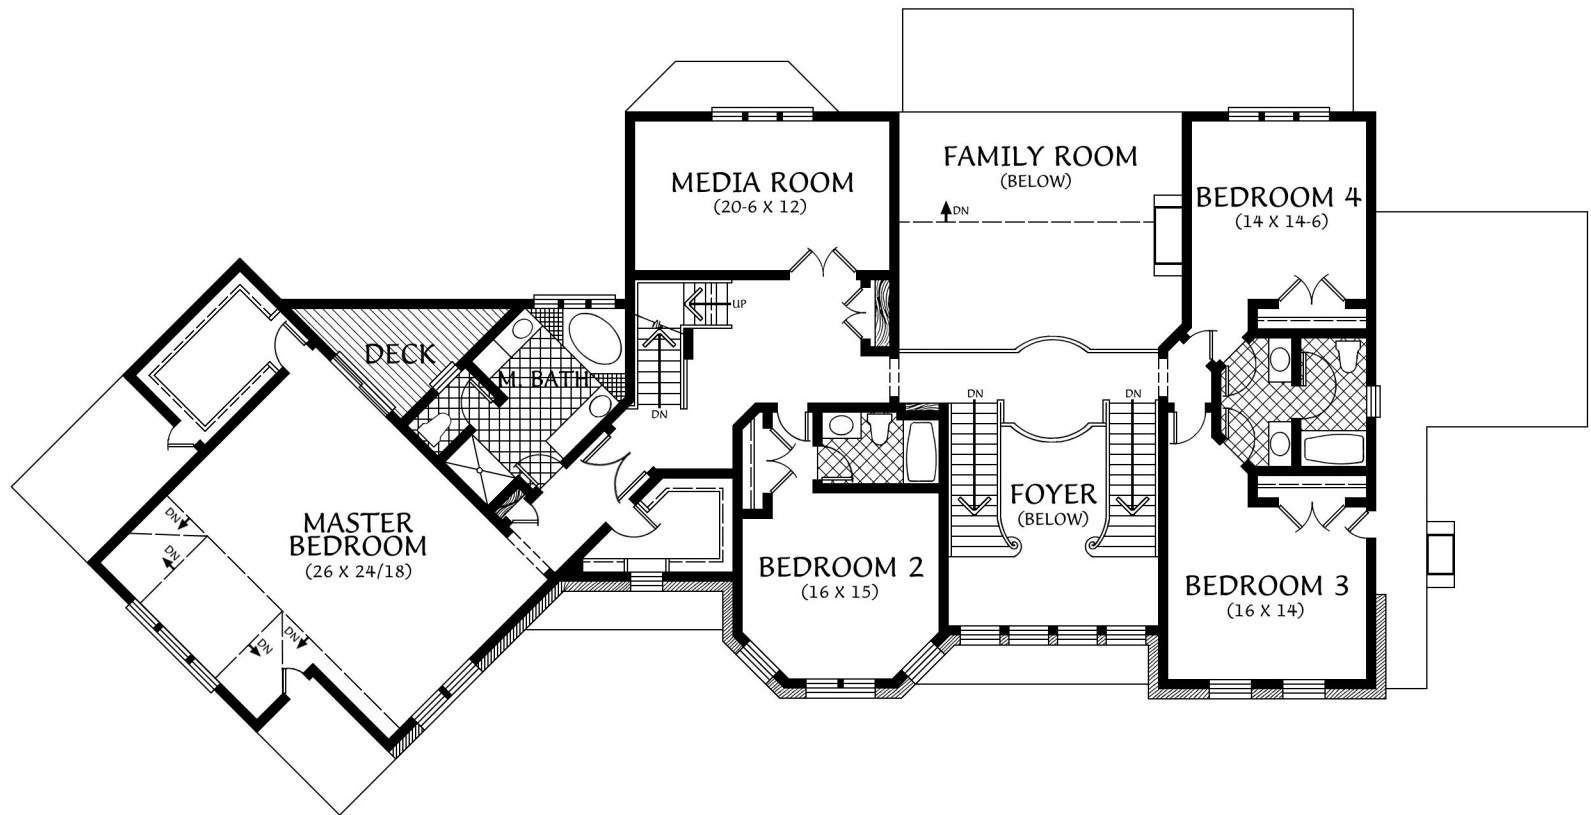 FAMILY ROOM
(BELOW)
DN
MEDIA ROOM
(20-6 X 12)
BEDROOM 4
(14 X 14-6)
UP
DECK
M. BATH
DN
DN
DN
FOYER
(BELOW)
MASTER
BEDROOM
(26 X 24/18)
DN
DN
DN
DN
BEDROOM 2
(16 X 15)
BEDROOM 3
(16 X 14)